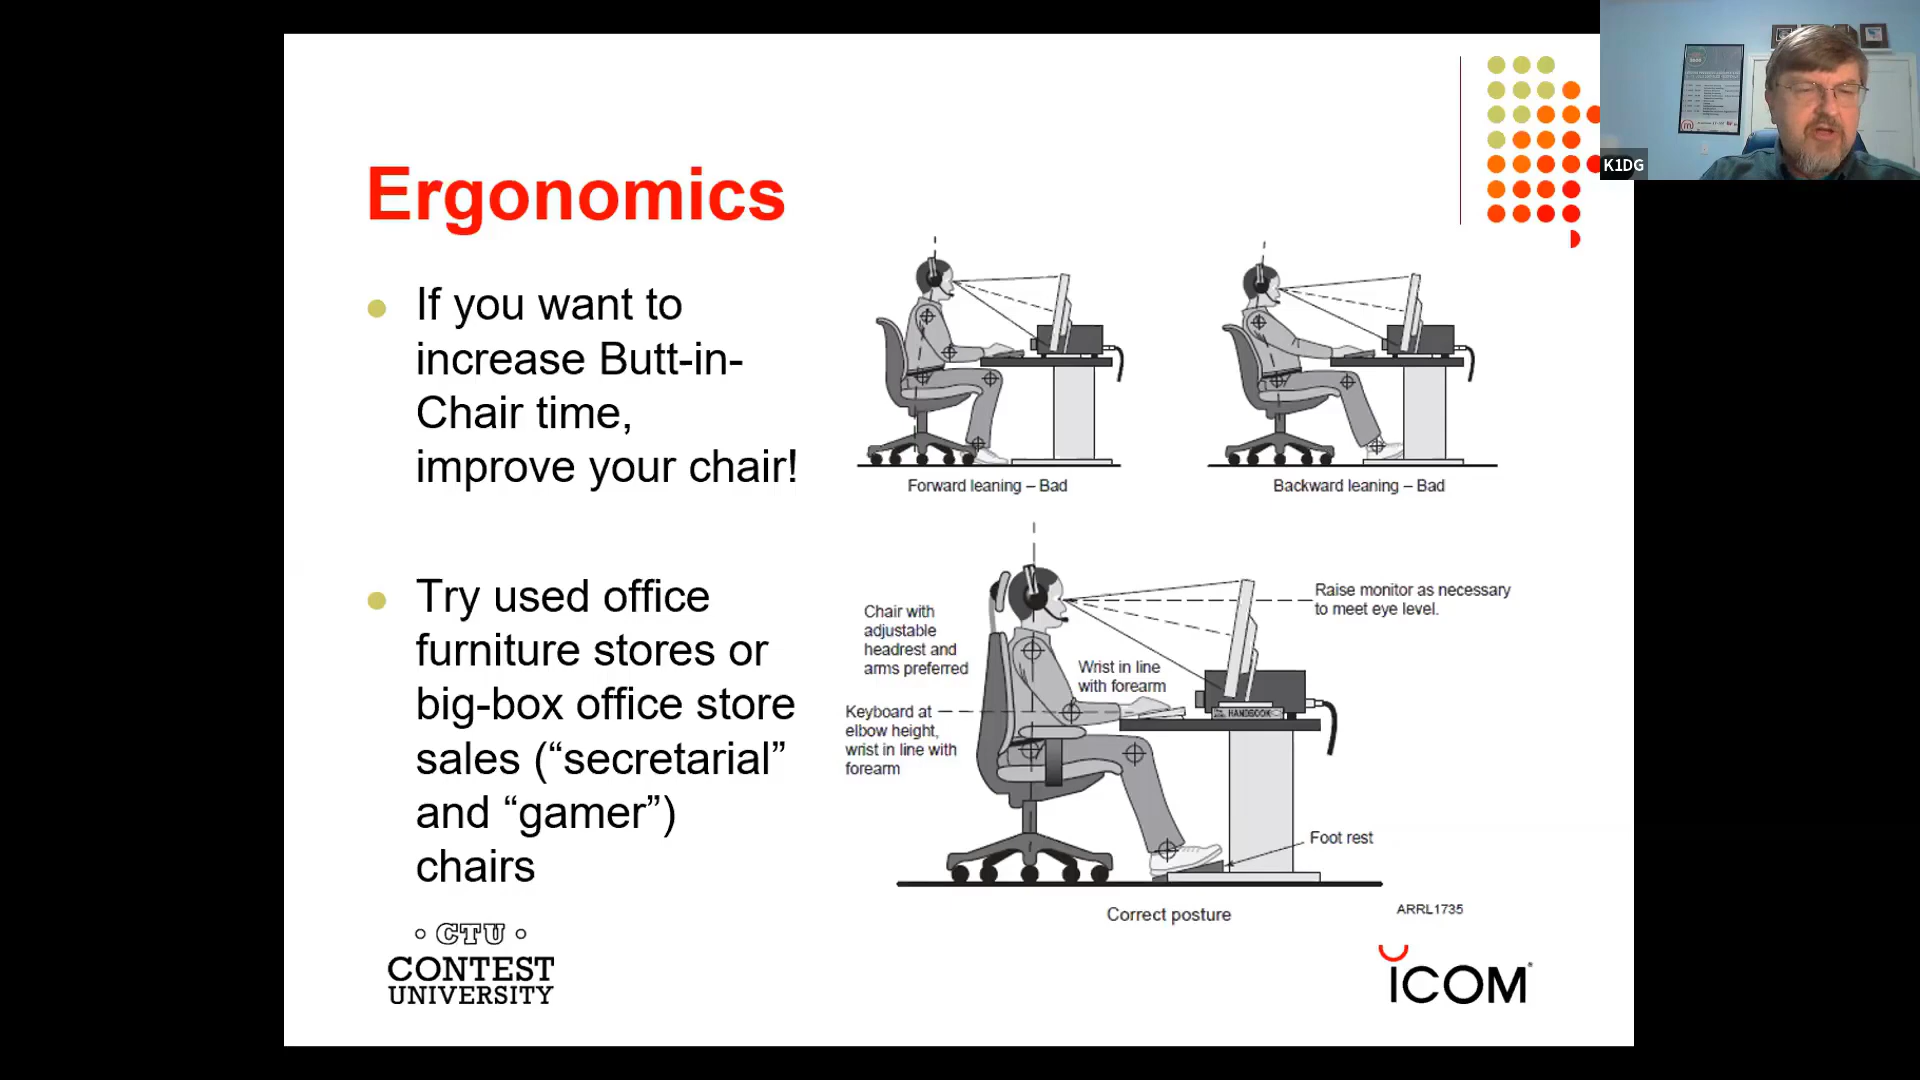 K1DG
Ergonomics
If you want to
increase Butt-in-
Chair time,
improve your chair!
Try used office
furniture stores or
big-box office store
sales (“secretarial”
and “gamer”)
chairs
Forward leaning – Bad
Backward leaning – Bad
Chair with
adjustable
headrest and
arms preferred
Keyboard at
elbow height,
wrist in line with
forearm
Wrist in line
with forearm
Raise monitor as necessary
to meet eye level.
HANDBOOK
Foot rest
Correct posture
ARRL1735
CTU
CONTEST
UNIVERSITY
ICOM